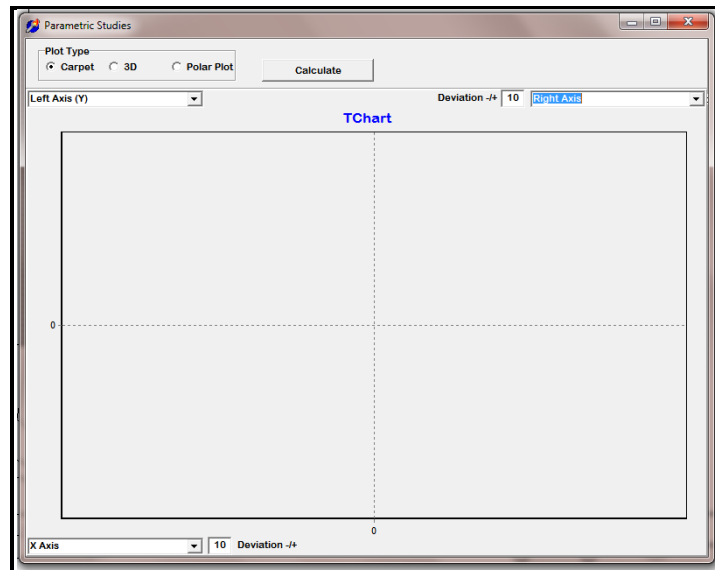 Parametric Studies
Plot Type
Carpet 3D Polar Plot
Calculate
Left Axis (Y)
Deviation -/+ 10 Right Axis
TChart
0
0
X Axis 10 Deviation -/+